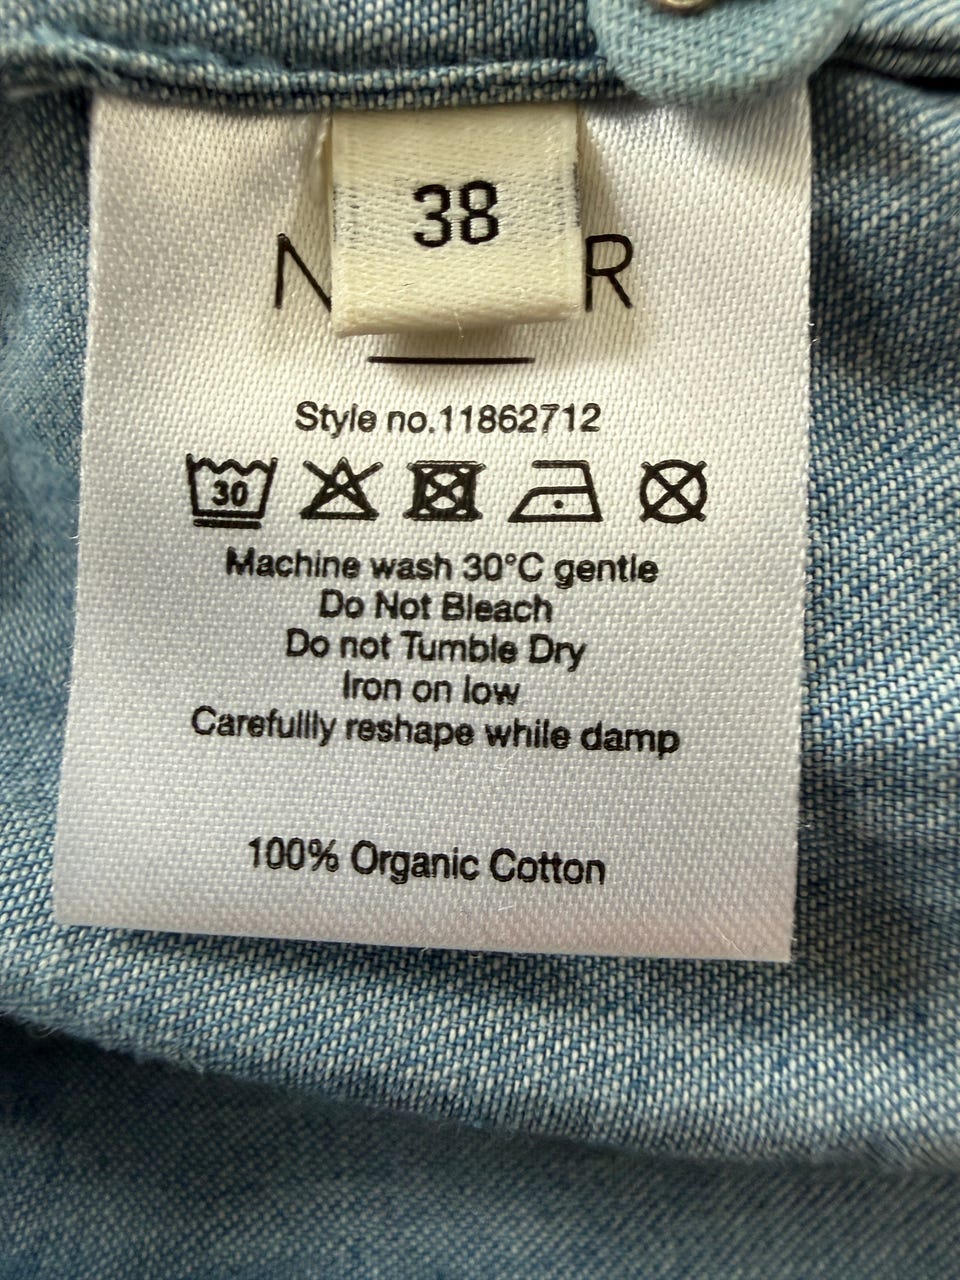 38
Style no.11862712
30
Machine wash 30°C gentle
Do Not Bleach
Do not Tumble Dry
Iron on low
Carefullly reshape while damp
100% Organic Cotton